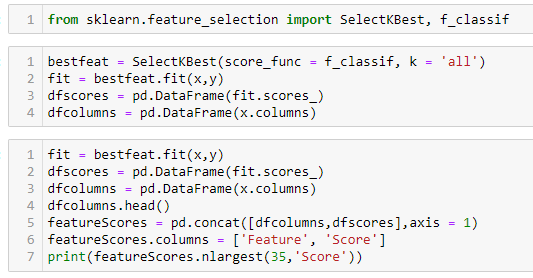 1 from sklearn.feature_selection import SelectKBest, f_classif
1 bestfeat = SelectKBest(score_func = f_classif, k = 'all')
2 fit = bestfeat.fit(x,y)
3 dfscores = pd.DataFrame(fit.scores_)
4 dfcolumns = pd.DataFrame(x.columns)
1 fit = bestfeat.fit(x,y)
2 dfscores = pd.DataFrame(fit.scores_)
3 dfcolumns = pd.DataFrame(x.columns)
4 dfcolumns.head()
5 featureScores = pd.concat([dfcolumns,dfscores],axis = 1)
6 featureScores.columns = ['Feature', 'Score']
7 print(featureScores.nlargest(35,'Score'))